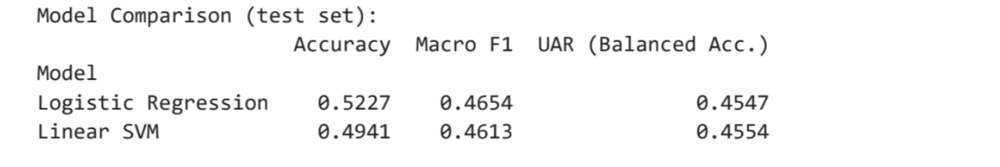 Model Comparison (test set):
Accuracy Macro F1 UAR (Balanced Acc.)
Model
Logistic Regression 0.5227 0.4654 0.4547
Linear SVM 0.4941 0.4613 0.4554